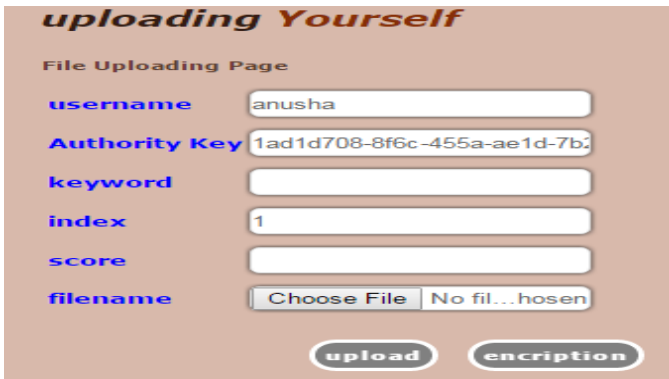 uploading Yourself
File Uploading Page
username anusha
Authority Key 1ad1d708-8f6c-455a-ae1d-7b2
keyword
index 1
score
filename Choose File No fil...hosen
upload encription